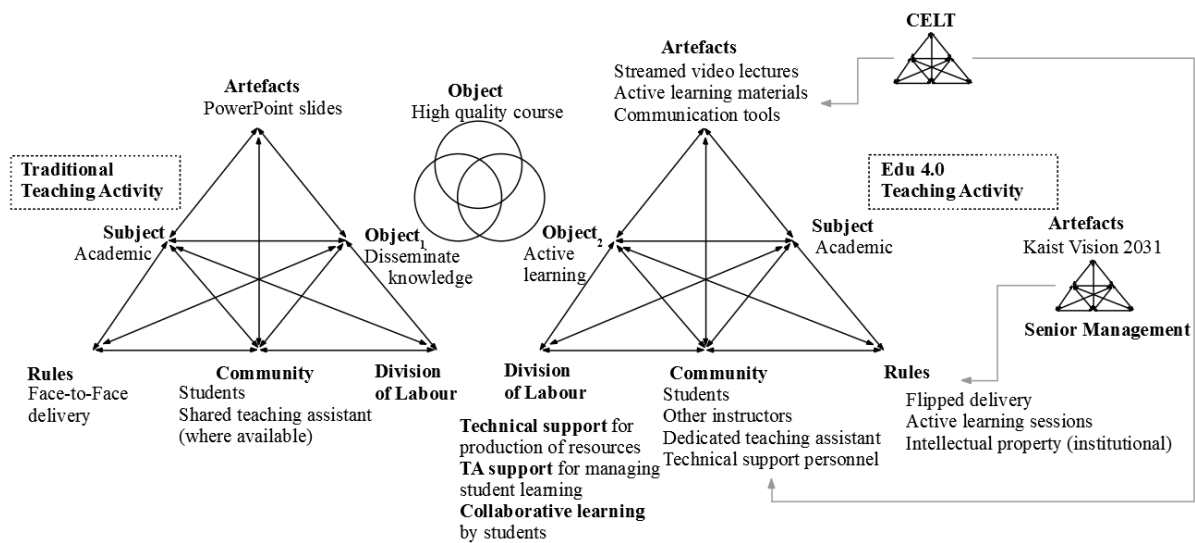 CELT
Artefacts
Streamed video lectures
Active learning materials
Communication tools
Artefacts
PowerPoint slides
Object
High quality course
Traditional
Teaching Activity
Edu 4.0
Teaching Activity
Subject
Academic
Object1
Disseminate
knowledge
Object2
Active
learning
Subject
Academic
Artefacts
Kaist Vision 2031
Senior Management
Rules
Face-to-Face
delivery
Community
Students
Shared teaching assistant
(where available)
Division
of Labour
Division
of Labour
Technical support for
production of resources
TA support for managing
student learning
Collaborative learning
by students
Community
Students
Other instructors
Dedicated teaching assistant
Technical support personnel
Rules
Flipped delivery
Active learning sessions
Intellectual property (institutional)